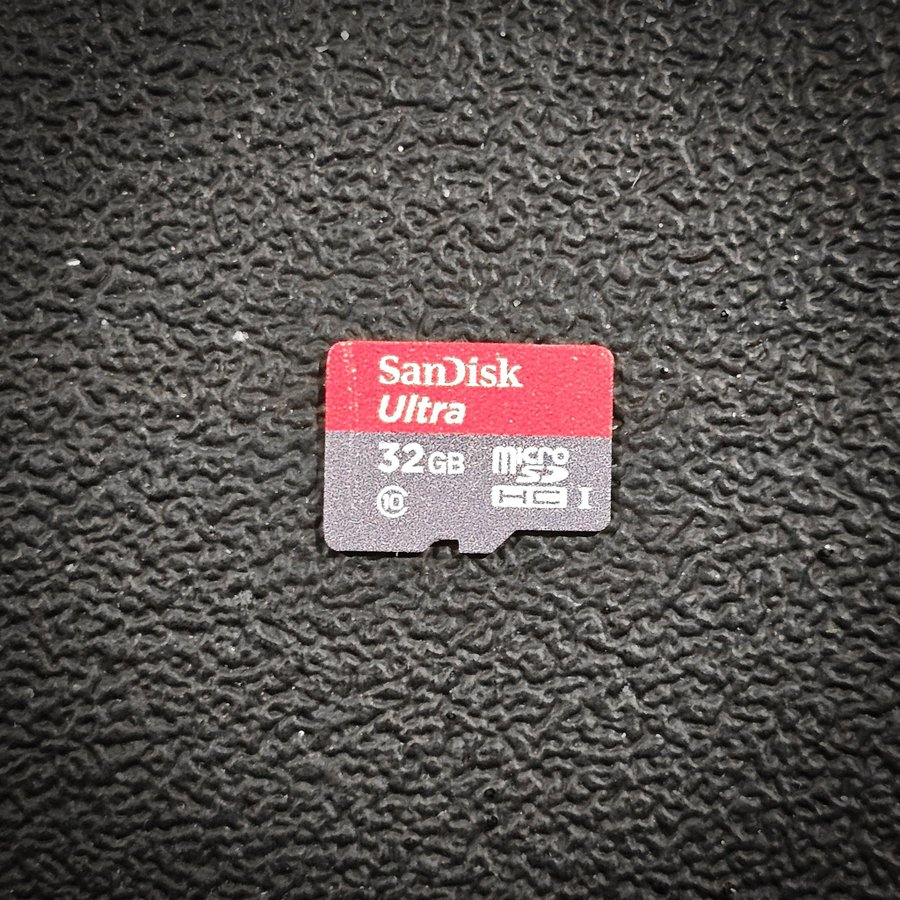 SanDisk
Ultra
32GB
micro
SD
HC I
10